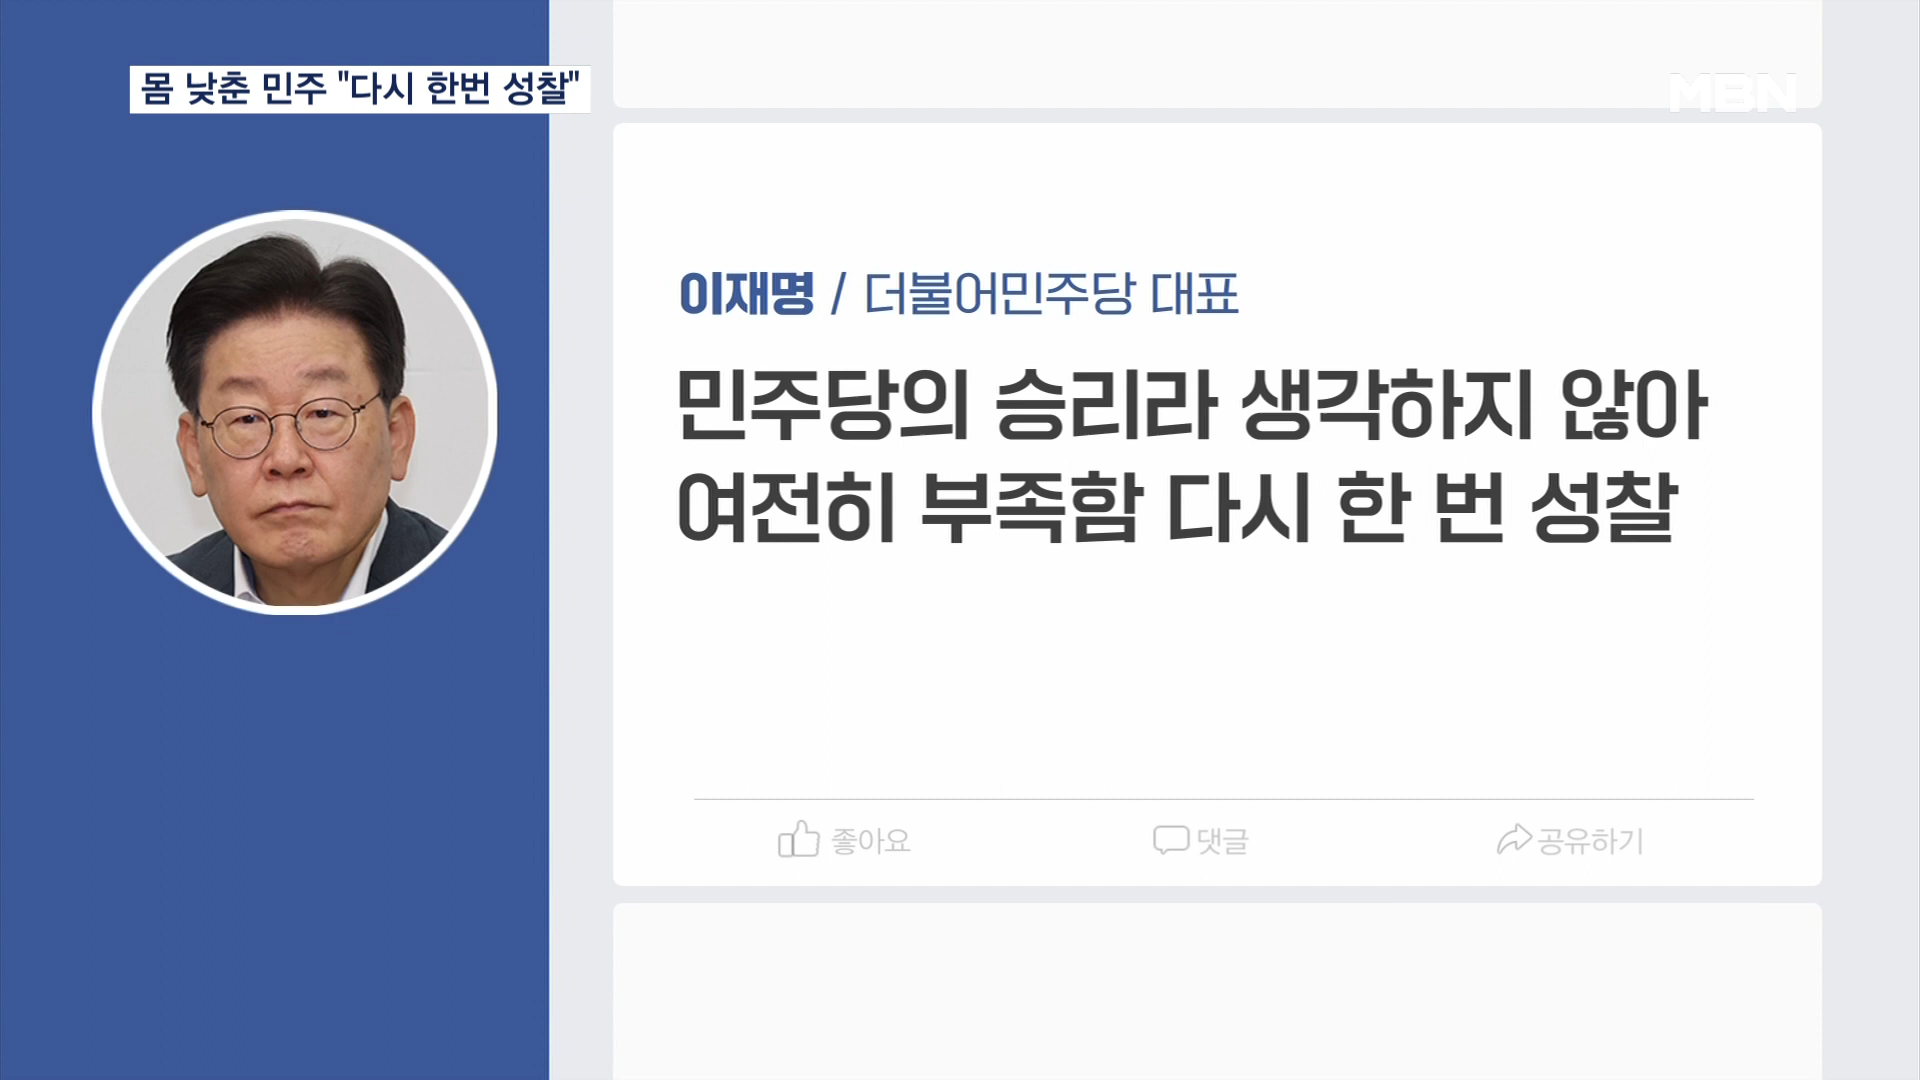 몸 낮춘 민주 "다시 한번 성찰"
MBN
이재명 / 더불어민주당 대표
민주당의 승리라 생각하지 않아
여전히 부족함 다시 한 번 성찰
좋아요 댓글 공유하기